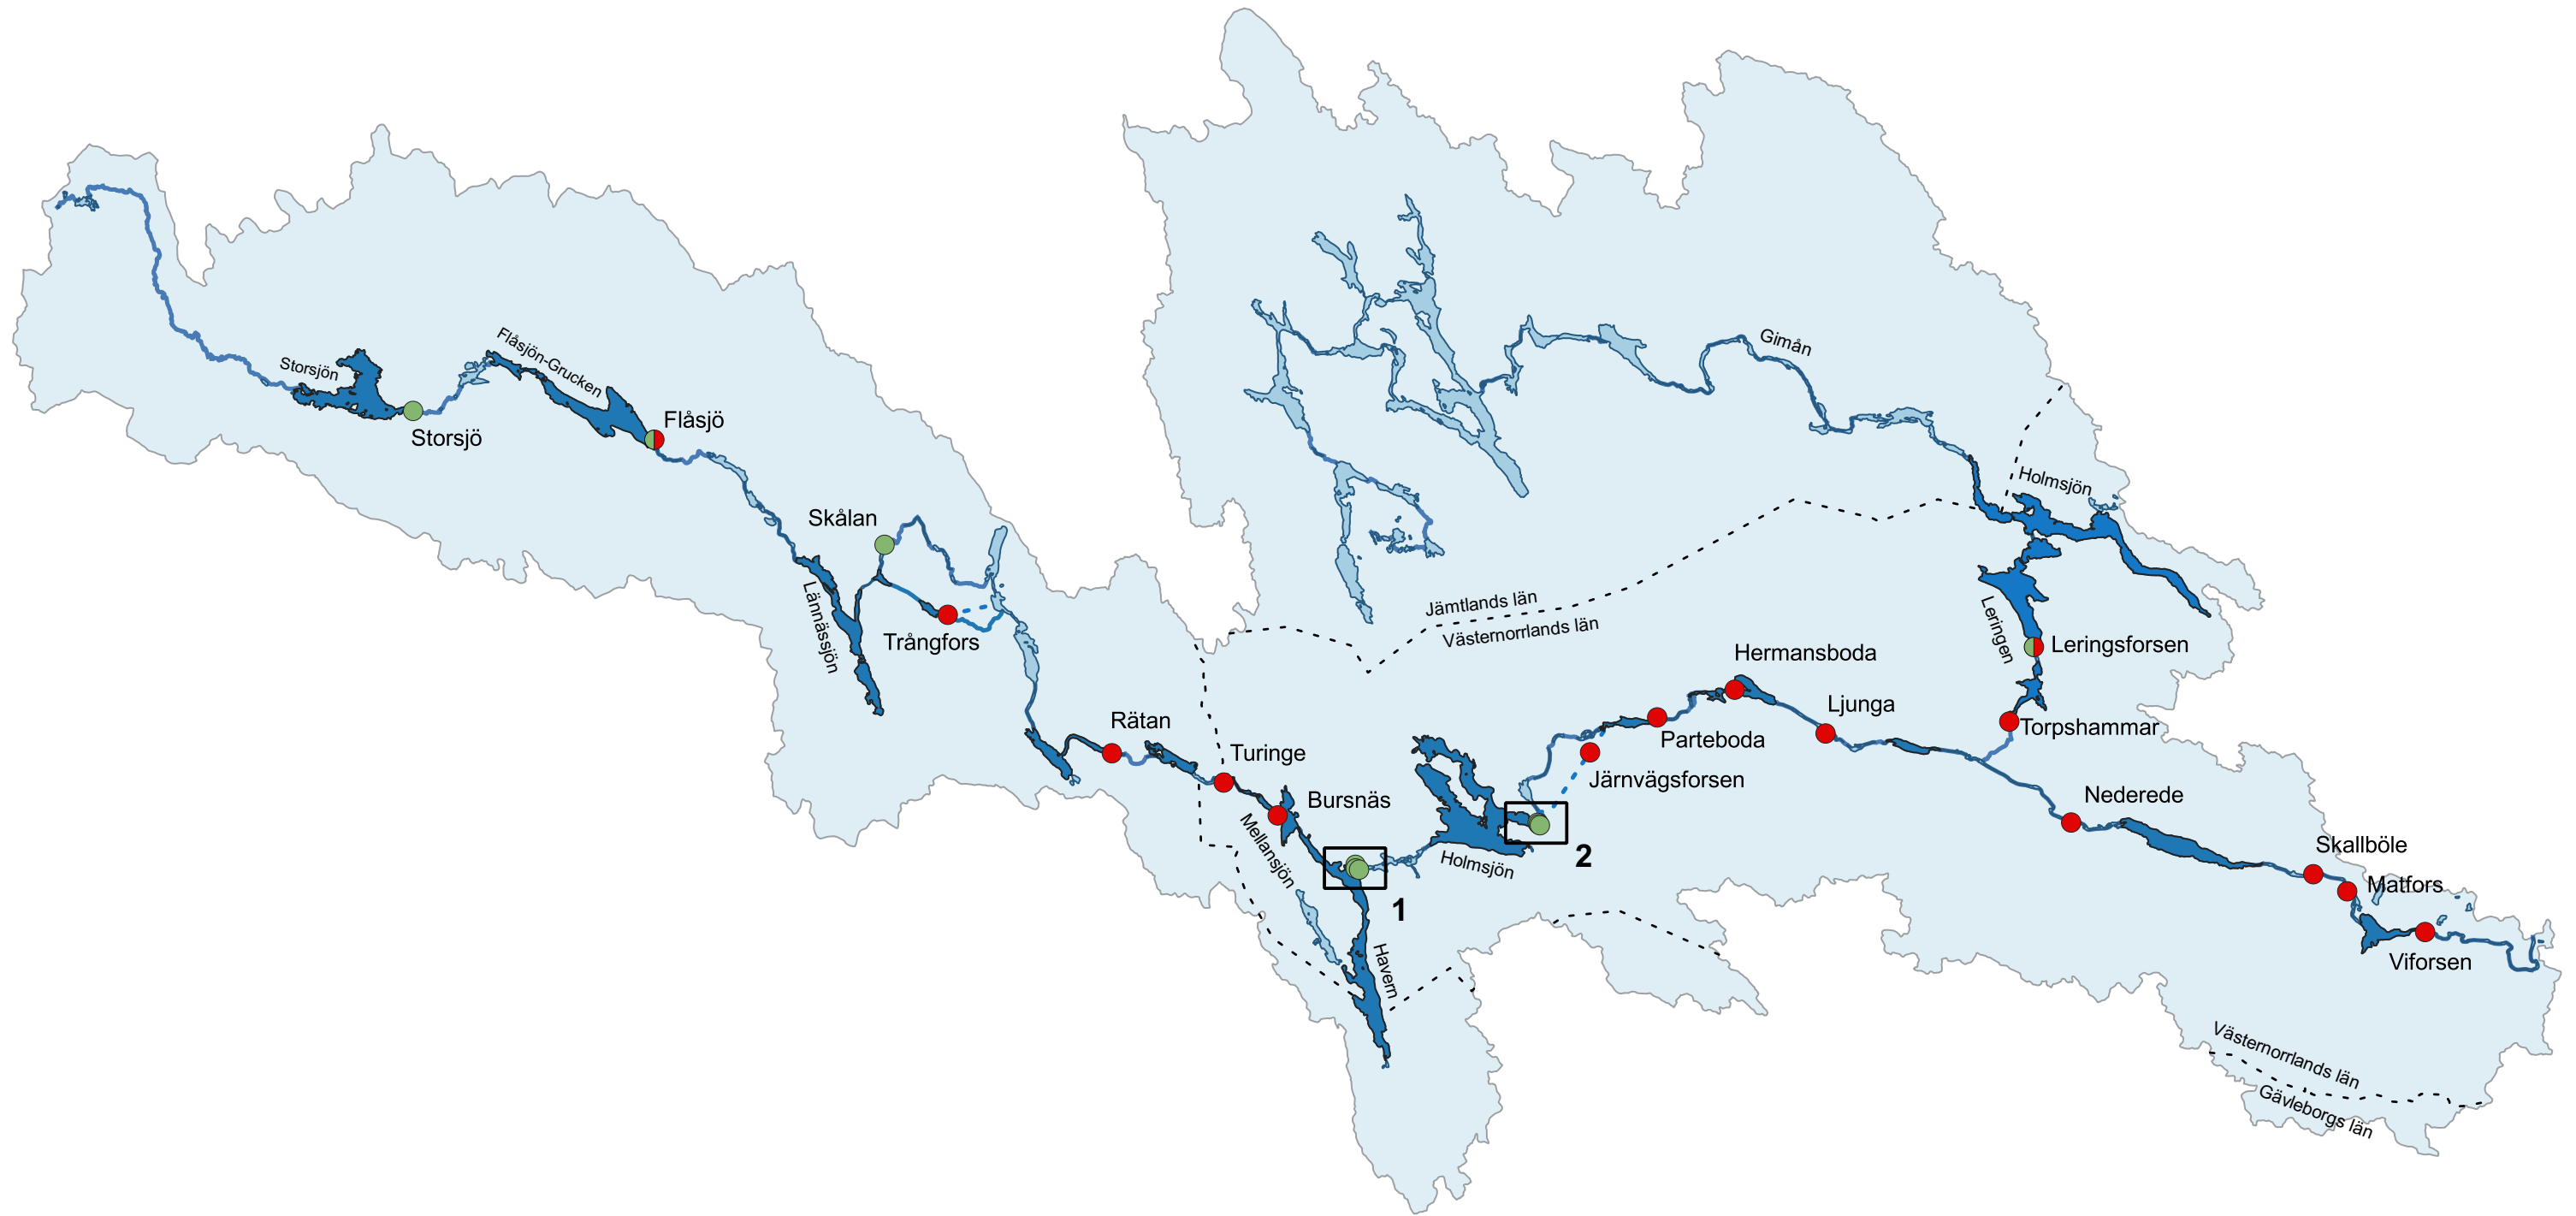 Storsjön
Flåsjön-Grucken
Storsjö
Flåsjö
Skålan
Trångfors
Lännässjön
Gimån
Holmsjön
Jämtlands län
Västernorrlands län
Leringen
Leringsforsen
Torpshammar
Rätan
Turinge
Bursnäs
Mellansjön
Havern
1
Holmsjön
2
Järnvägsforsen
Parteboda
Hermansboda
Ljunga
Nederede
Skallböle
Matfors
Viforsen
Västernorrlands län
Gävleborgs län